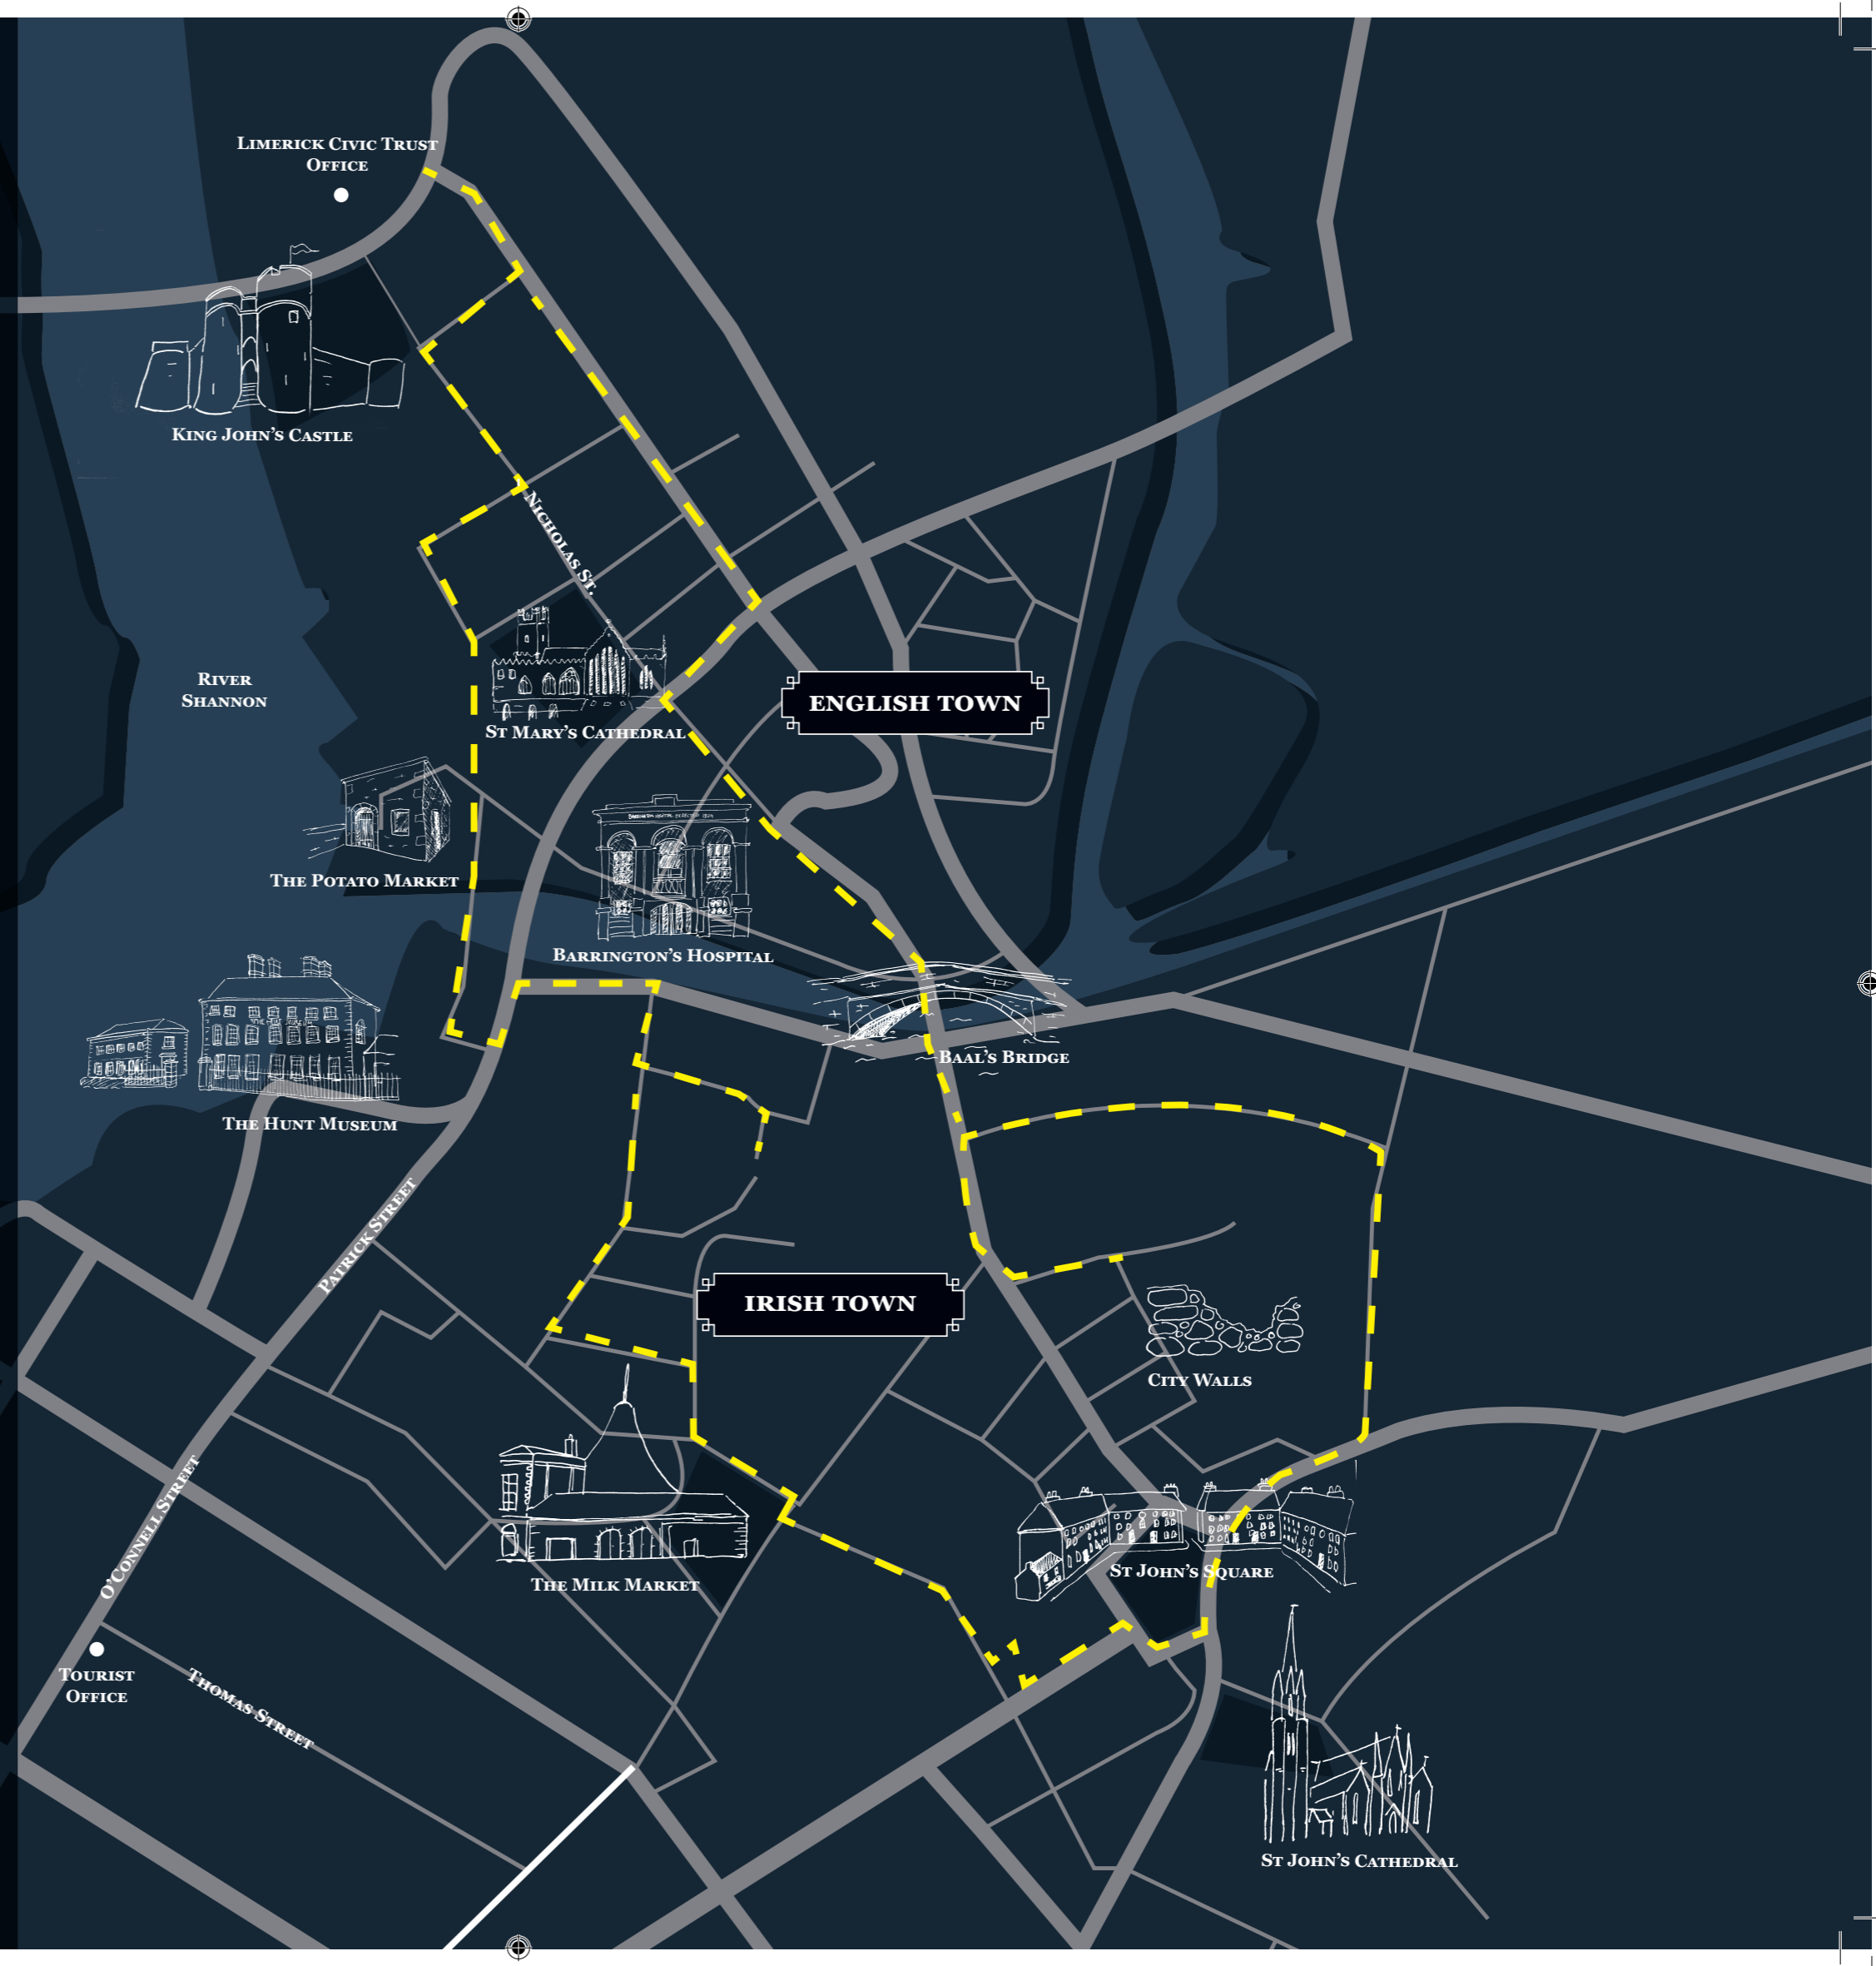 Limerick Civic Trust
Office
King John's Castle
Nicholas St.
River
Shannon
English Town
St Mary's Cathedral
The Potato Market
Barrington's Hospital
Baal's Bridge
The Hunt Museum
Patrick Street
Irish Town
City Walls
O'Connell Street
St John's Square
The Milk Market
Tourist
Office
Thomas Street
St John's Cathedral